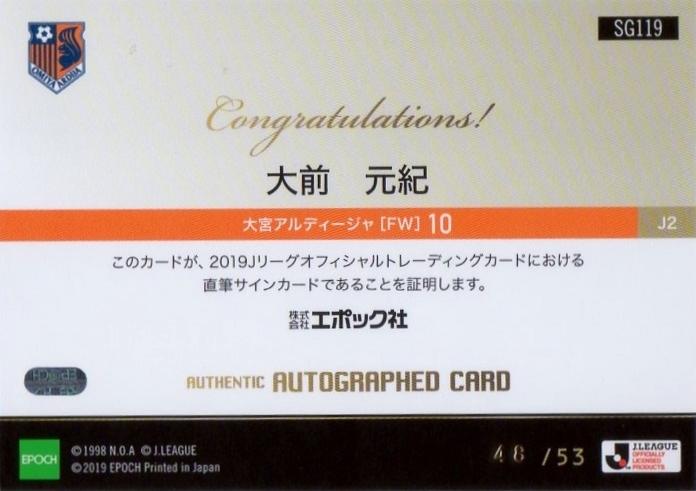 SG119
OMIYA ARDIJA
Congratulations!
大前 元紀
大宮アルディージャ [FW] 10
J2
このカードが、2019Jリーグオフィシャルトレーディングカードにおける
直筆サインカードであることを証明します。
株式会社エポック社
AUTHENTIC AUTOGRAPHED CARD
EPOCH
©1998 N.O.A ©J.LEAGUE
©2019 EPOCH Printed in Japan
46 /53
J.LEAGUE
OFFICIALLY
LICENSED
PRODUCTS